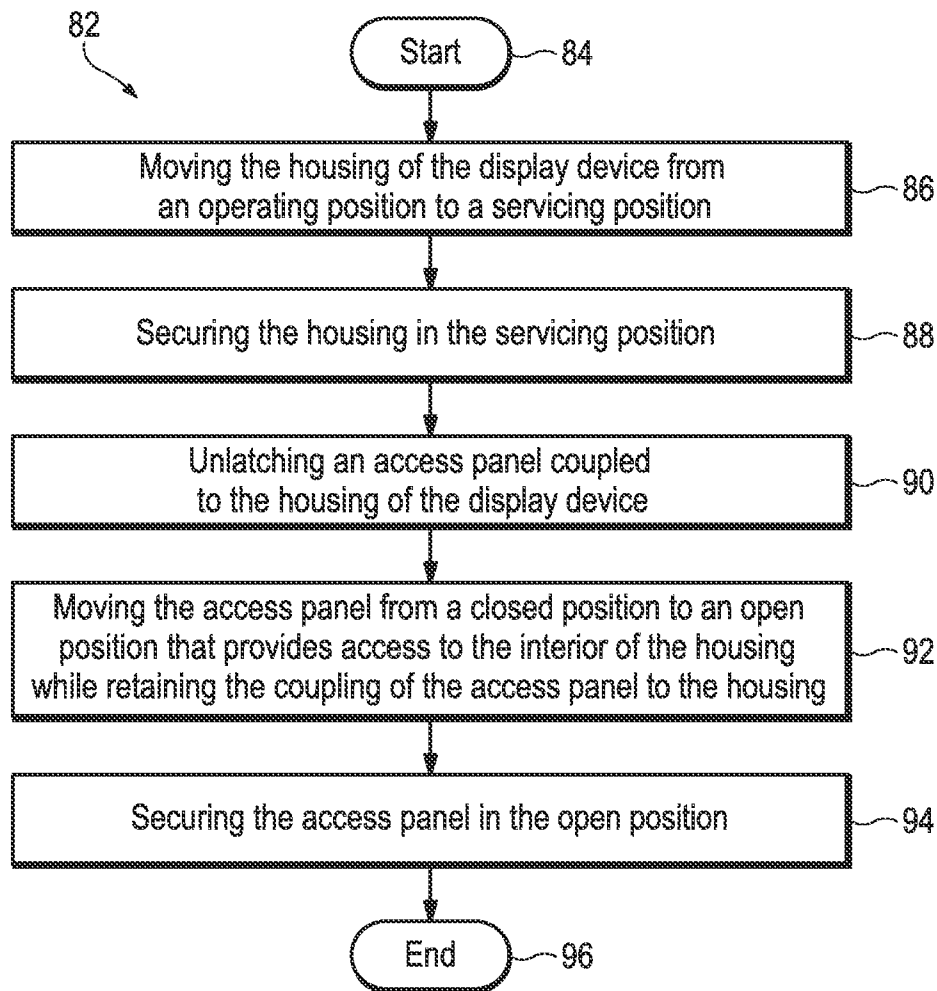 82
Start
84
Moving the housing of the display device from
an operating position to a servicing position
86
Securing the housing in the servicing position
88
Unlatching an access panel coupled
to the housing of the display device
90
Moving the access panel from a closed position to an open
position that provides access to the interior of the housing
while retaining the coupling of the access panel to the housing
92
Securing the access panel in the open position
94
End
96